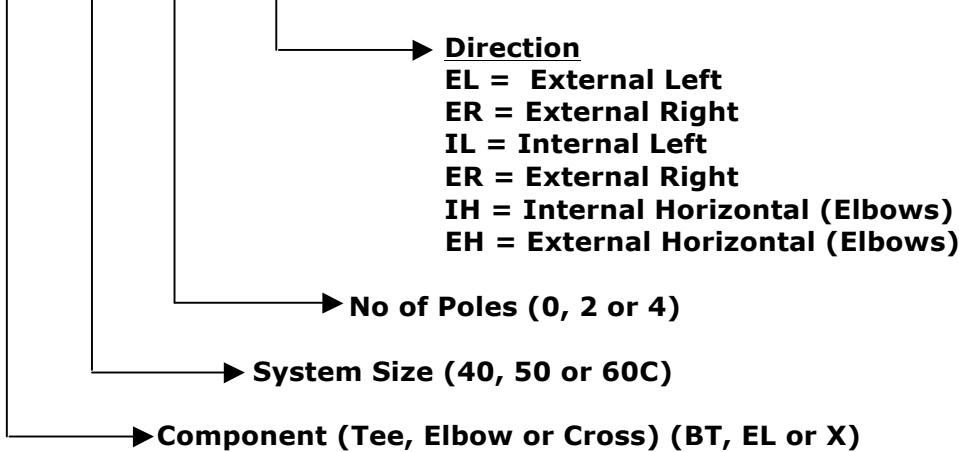 Direction
EL = External Left
ER = External Right
IL = Internal Left
ER = External Right
IH = Internal Horizontal (Elbows)
EH = External Horizontal (Elbows)
No of Poles (0, 2 or 4)
System Size (40, 50 or 60C)
Component (Tee, Elbow or Cross) (BT, EL or X)